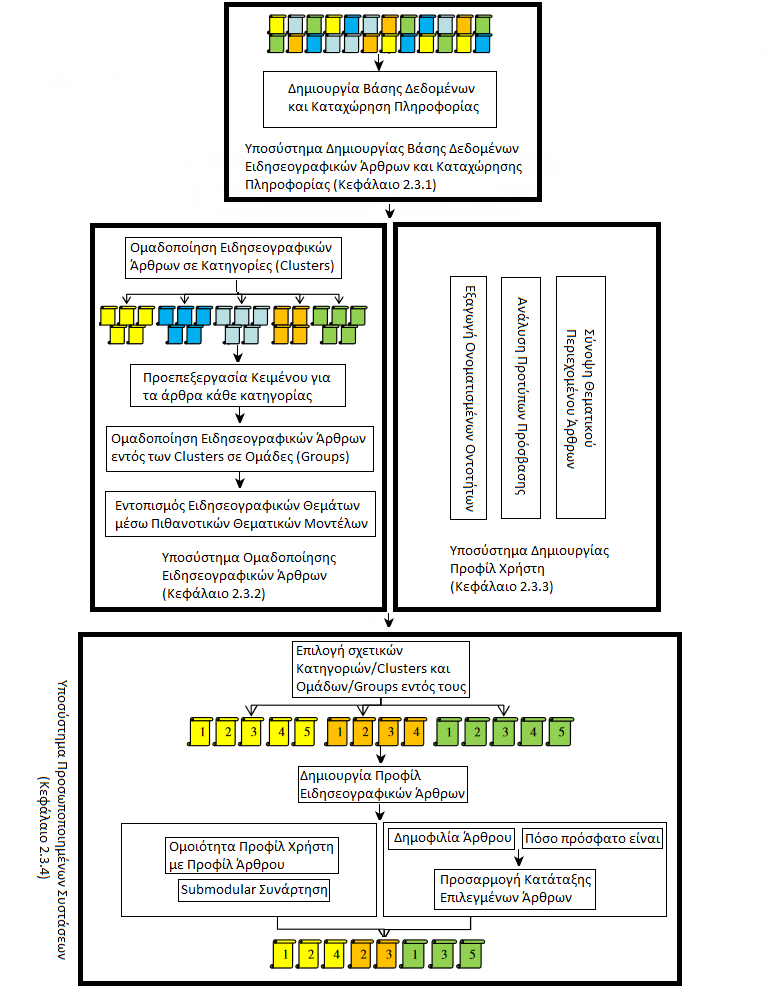 Δημιουργία Βάσης Δεδομένων
και Καταχώρηση Πληροφορίας
Υποσύστημα Δημιουργίας Βάσης Δεδομένων
Ειδησεογραφικών Άρθρων και Καταχώρησης
Πληροφορίας (Κεφάλαιο 2.3.1)
Ομαδοποίηση Ειδησεογραφικών
Άρθρων σε Κατηγορίες (Clusters)
Προεπεξεργασία Κειμένου για
τα άρθρα κάθε κατηγορίας
Ομαδοποίηση Ειδησεογραφικών Άρθρων
εντός των Clusters σε Ομάδες (Groups)
Εντοπισμός Ειδησεογραφικών Θεμάτων
μέσω Πιθανοτικών Θεματικών Μοντέλων
Υποσύστημα Ομαδοποίησης
Ειδησεογραφικών Άρθρων
(Κεφάλαιο 2.3.2)
Εξαγωγή Ονοματισμένων Οντοτήτων
Ανάλυση Προτύπων Πρόσβασης
Σύνοψη Θεματικού
Περιεχομένου Άρθρων
Υποσύστημα Δημιουργίας
Προφίλ Χρήστη
(Κεφάλαιο 2.3.3)
Υποσύστημα Προσωποποιημένων Συστάσεων
(Κεφάλαιο 2.3.4)
Επιλογή σχετικών
Κατηγοριών/Clusters και
Ομάδων/Groups εντός τους
1 2 3 4 5 1 2 3 4 1 2 3 4 5
Δημιουργία Προφίλ
Ειδησεογραφικών Άρθρων
Ομοιότητα Προφίλ Χρήστη
με Προφίλ Άρθρου
Submodular Συνάρτηση
Δημοφιλία Άρθρου
Πόσο πρόσφατο είναι
Προσαρμογή Κατάταξης
Επιλεγμένων Άρθρων
1 2 4 2 3 1 3 5